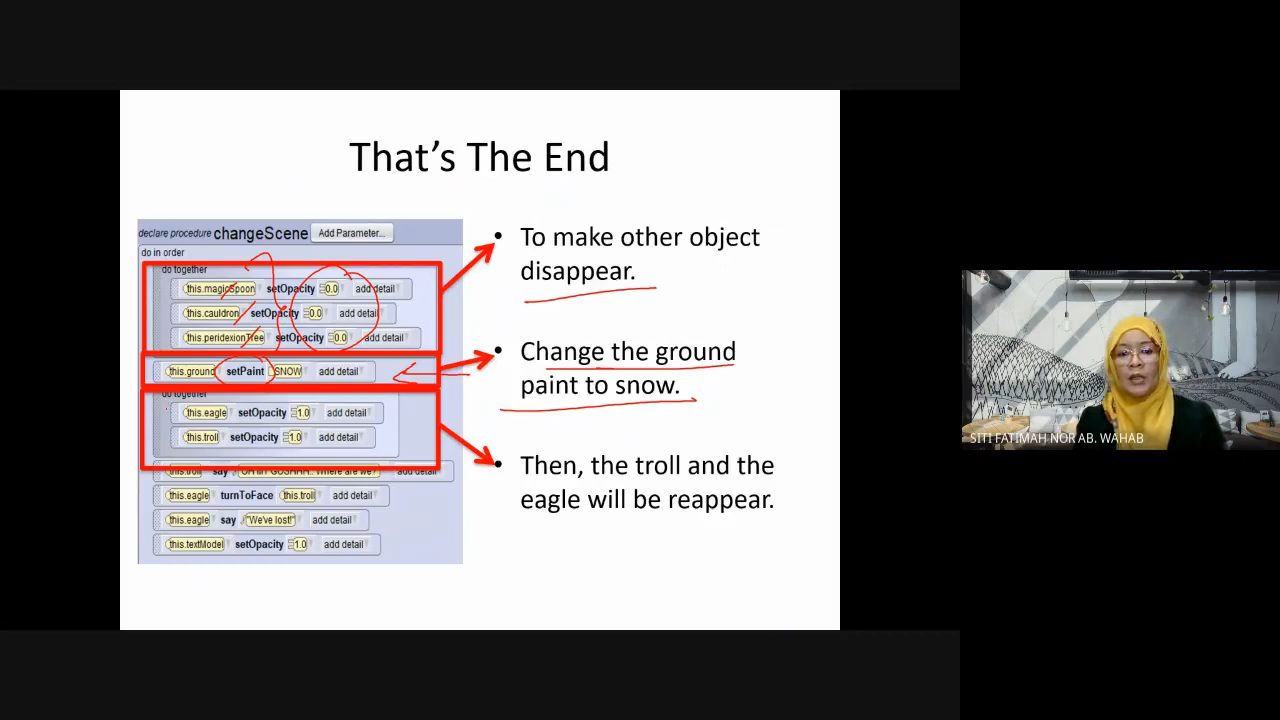 That's The End
declare procedure changeScene Add Parameter...
do in order
do together
this.magicSpoon setOpacity 0.0 add detail
this.cauldron setOpacity 0.0 add detail
this.peridexionTree setOpacity 0.0 add detail
this.ground setPaint SNOW add detail
do together
this.eagle setOpacity 1.0 add detail
this.troll setOpacity 1.0 add detail
this.troll say "OH MY GOSHHH.. Where are we?" add detail
this.eagle turnToFace this.troll add detail
this.eagle say "We've lost!" add detail
this.textModel setOpacity 1.0 add detail
• To make other object
disappear.
• Change the ground
paint to snow.
• Then, the troll and the
eagle will be reappear.
SITI FATIMAH NOR AB. WAHAB